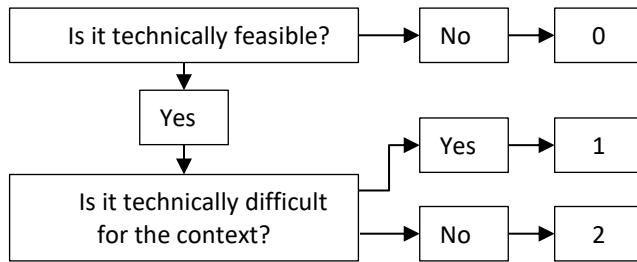 Is it technically feasible?
No
0
Yes
Is it technically difficult
for the context?
Yes
1
No
2